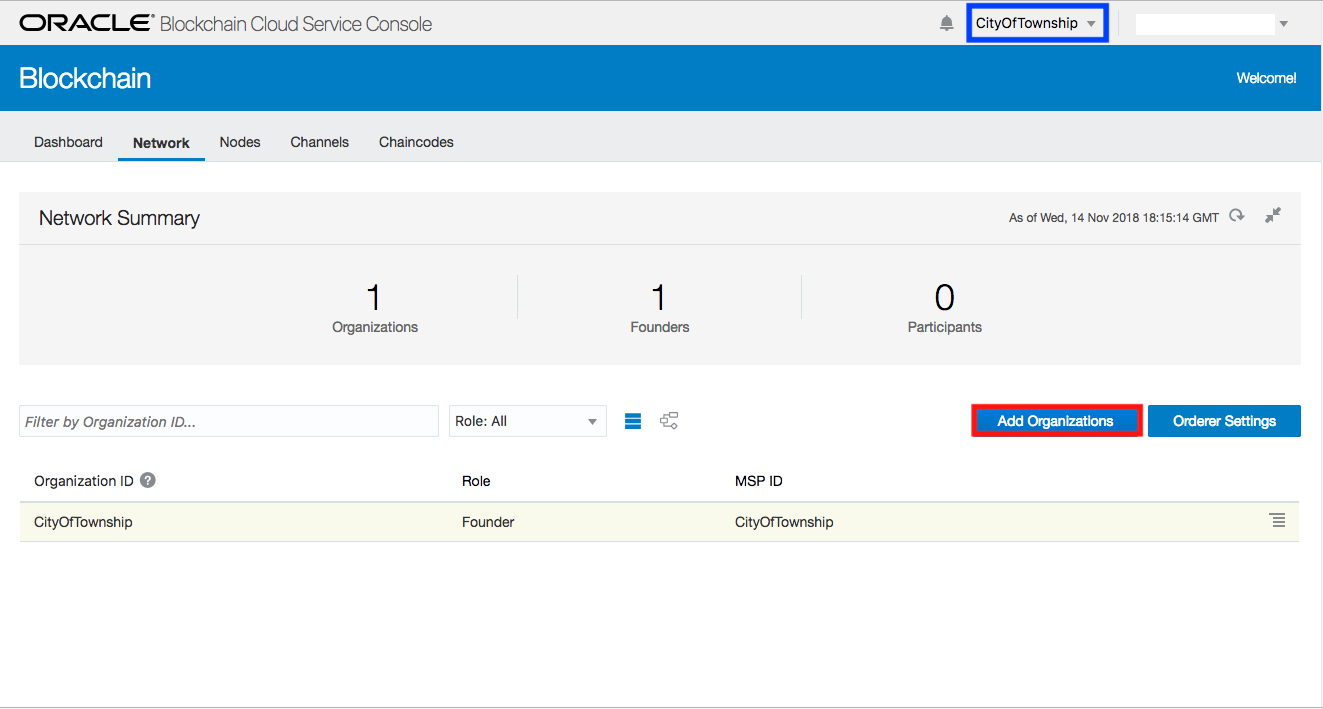 ORACLE® Blockchain Cloud Service Console
CityOfTownship
Blockchain
Welcome!
Dashboard Network Nodes Channels Chaincodes
Network Summary
As of Wed, 14 Nov 2018 18:15:14 GMT
1 1 0
Organizations Founders Participants
Filter by Organization ID... Role: All Add Organizations Orderer Settings
Organization ID ? Role MSP ID
CityOfTownship Founder CityOfTownship